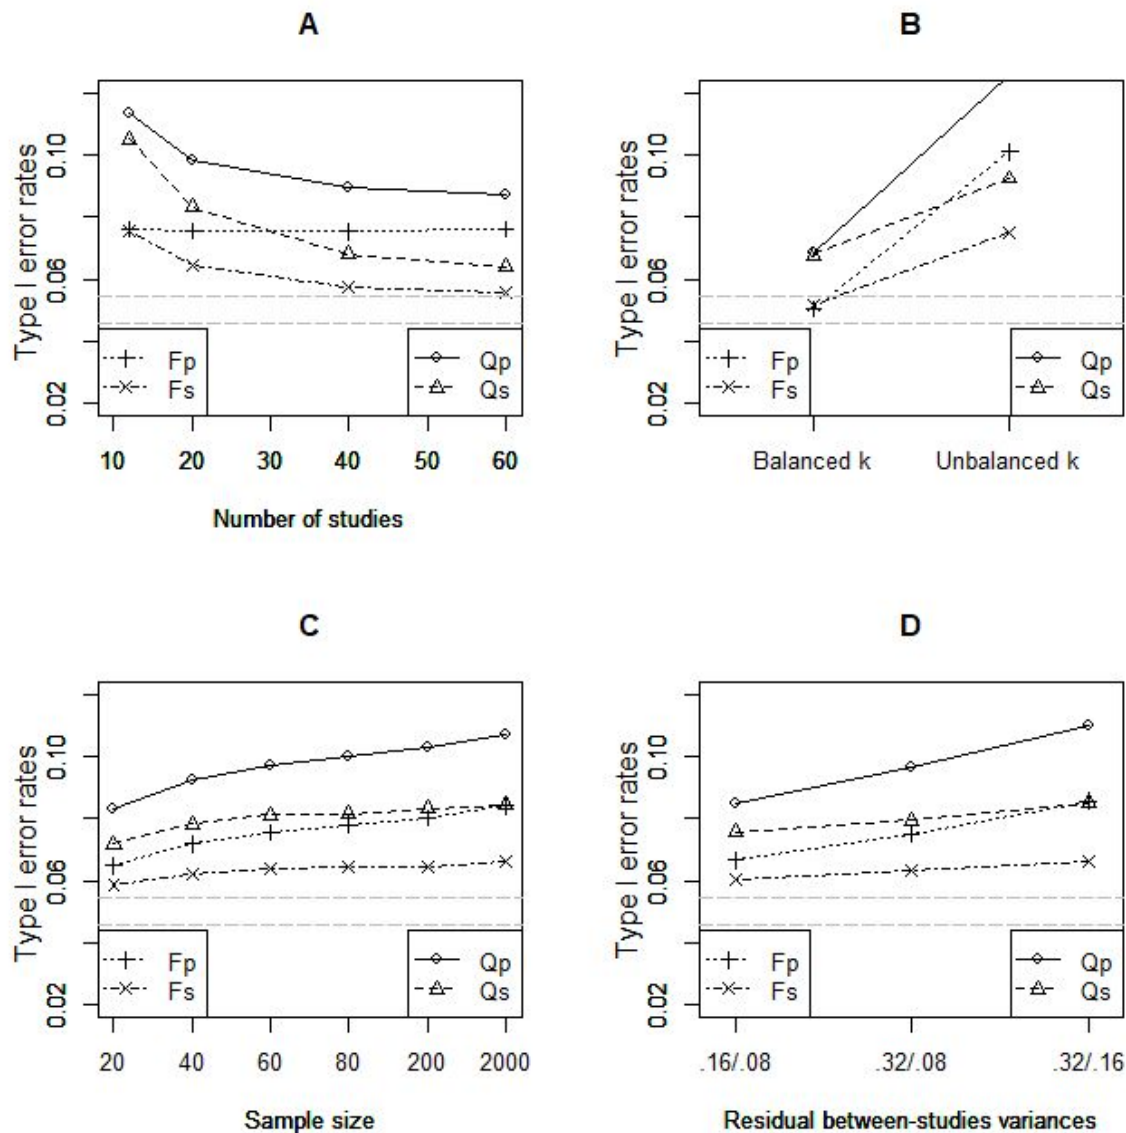 A
Type I error rates
0.02 0.06 0.10
Fp
Fs
Qp
Qs
10 20 30 40 50 60
Number of studies
B
Type I error rates
0.02 0.06 0.10
Fp
Fs
Qp
Qs
Balanced k Unbalanced k
C
Type I error rates
0.02 0.06 0.10
Fp
Fs
Qp
Qs
20 40 60 80 200 2000
Sample size
D
Type I error rates
0.02 0.06 0.10
Fp
Fs
Qp
Qs
.16/.08 .32/.08 .32/.16
Residual between-studies variances